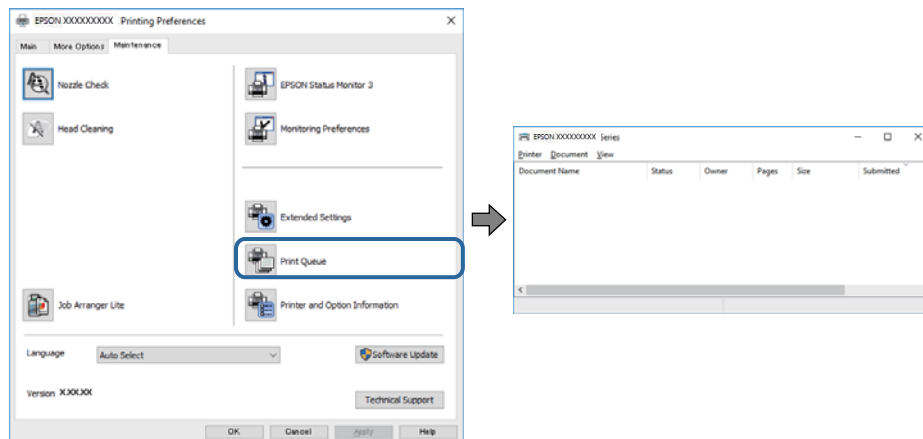 EPSON XXXXXXXXX Printing Preferences
Main More Options Maintenance
Nozzle Check
EPSON Status Monitor 3
Head Cleaning
Monitoring Preferences
Extended Settings
Print Queue
Job Arranger Lite
Printer and Option Information
Language Auto Select
Software Update
Version X.XX.XX
Technical Support
OK Cancel Apply Help
EPSON XXXXXXXXX Series
Printer Document View
Document Name Status Owner Pages Size Submitted